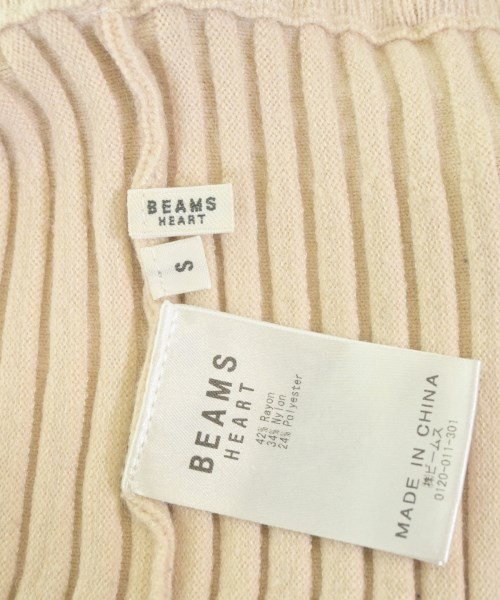 BEAMS
HEART
S
BEAMS
HEART
42% Rayon
34% Nylon
24% Polyester
MADE IN CHINA
㈱ビームス
0120-011-301